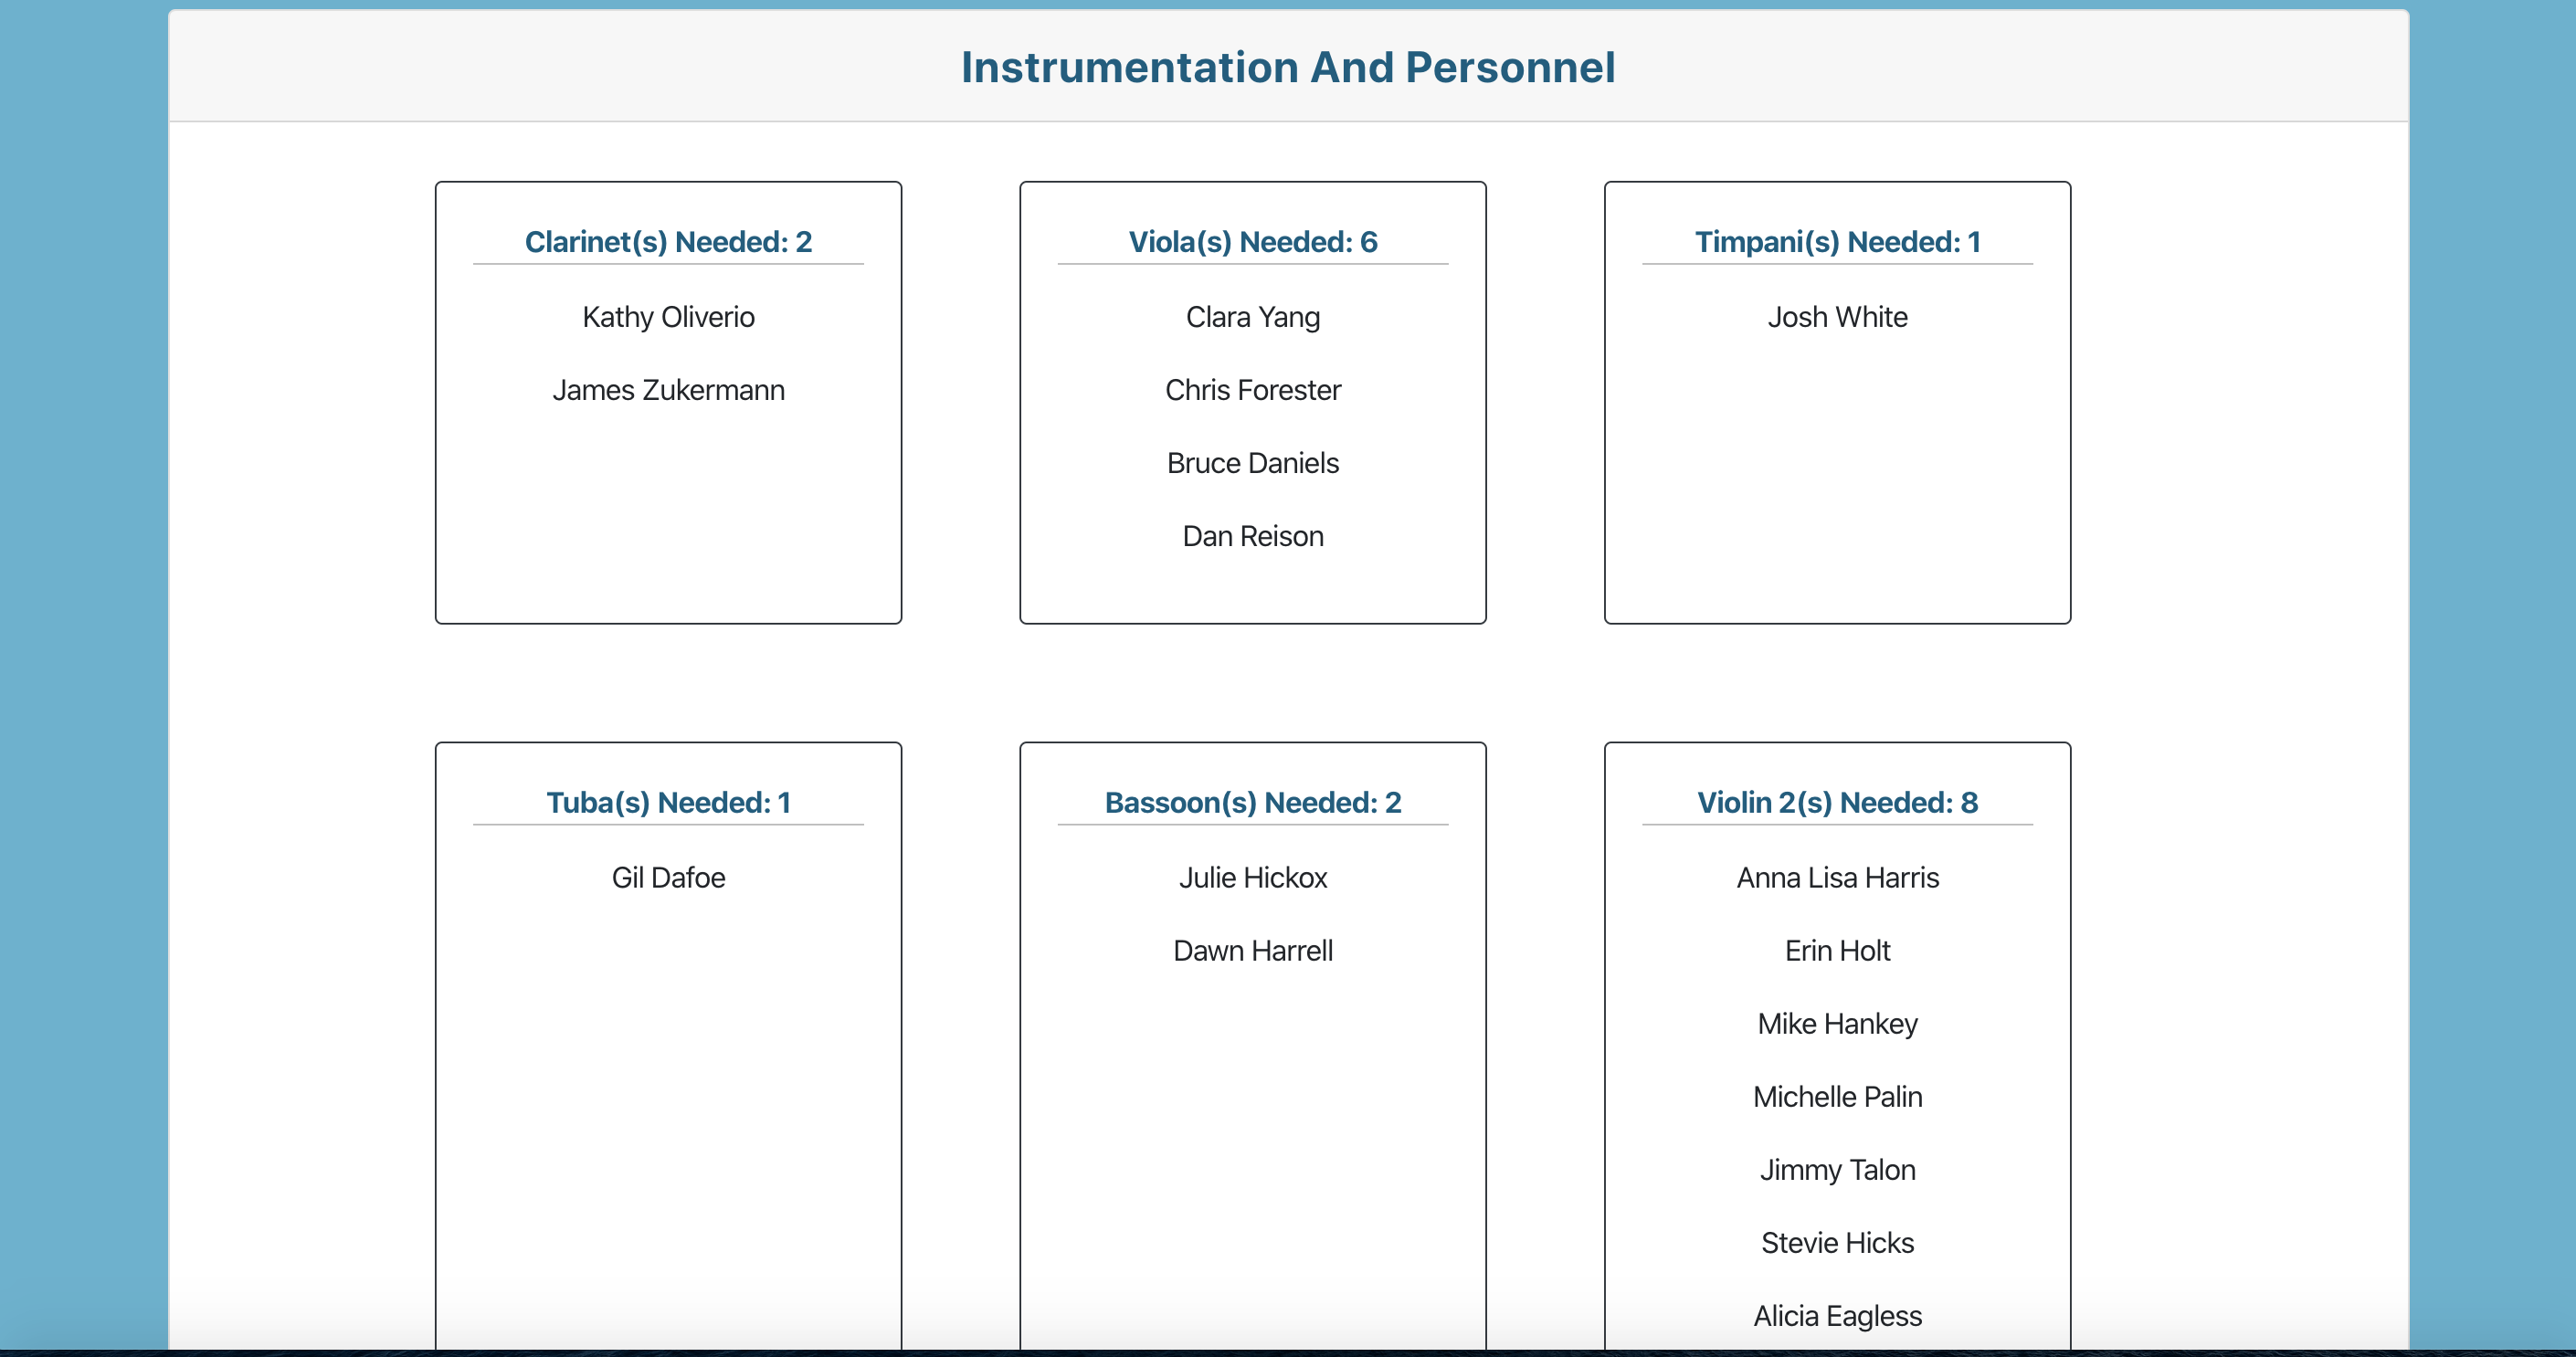 Instrumentation And Personnel
Clarinet(s) Needed: 2
Kathy Oliverio
James Zukermann
Viola(s) Needed: 6
Clara Yang
Chris Forester
Bruce Daniels
Dan Reison
Timpani(s) Needed: 1
Josh White
Tuba(s) Needed: 1
Gil Dafoe
Bassoon(s) Needed: 2
Julie Hickox
Dawn Harrell
Violin 2(s) Needed: 8
Anna Lisa Harris
Erin Holt
Mike Hankey
Michelle Palin
Jimmy Talon
Stevie Hicks
Alicia Eagless